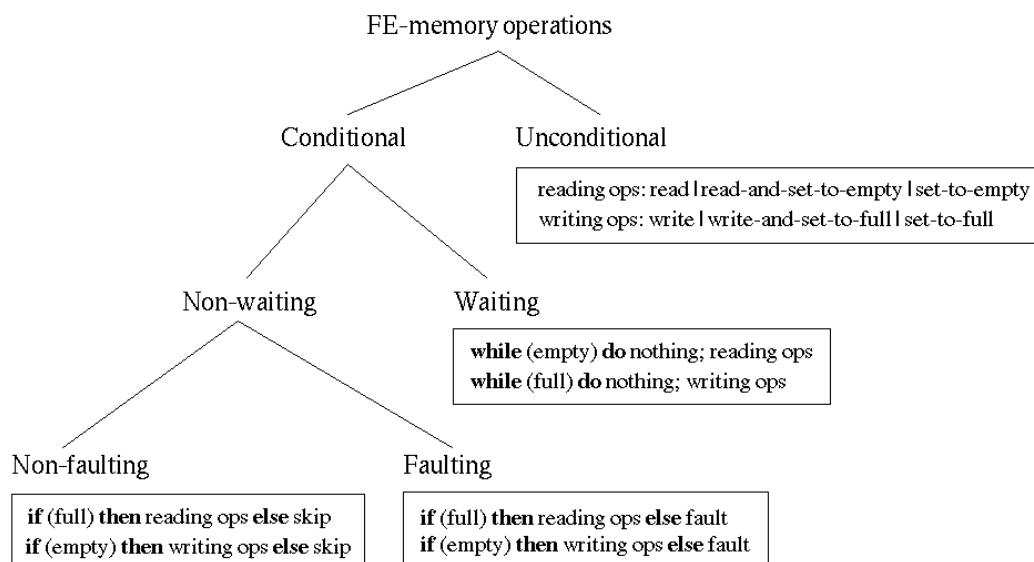 FE-memory operations
Conditional
Unconditional
reading ops: read | read-and-set-to-empty | set-to-empty
writing ops: write | write-and-set-to-full | set-to-full
Non-waiting
Waiting
while (empty) do nothing; reading ops
while (full) do nothing; writing ops
Non-faulting
Faulting
if (full) then reading ops else skip
if (empty) then writing ops else skip
if (full) then reading ops else fault
if (empty) then writing ops else fault